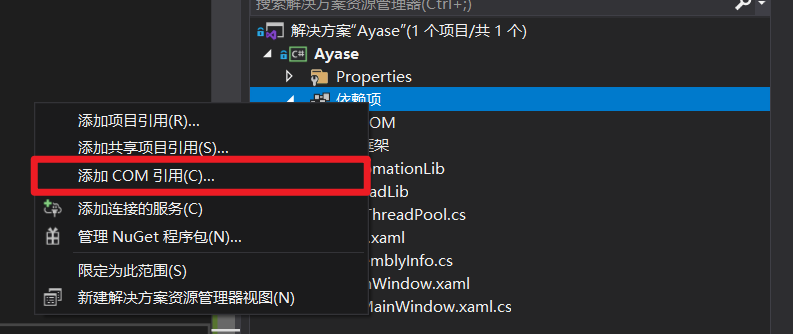 搜索解决方案资源管理器(Ctrl+;)
解决方案"Ayase"(1 个项目/共 1 个)
C# Ayase
Properties
依赖项
OM
框架
mationLib
adLib
ThreadPool.cs
.xaml
emblyInfo.cs
nWindow.xaml
MainWindow.xaml.cs
添加项目引用(R)...
添加共享项目引用(S)...
添加 COM 引用(C)...
添加连接的服务(C)
管理 NuGet 程序包(N)...
限定为此范围(S)
新建解决方案资源管理器视图(N)